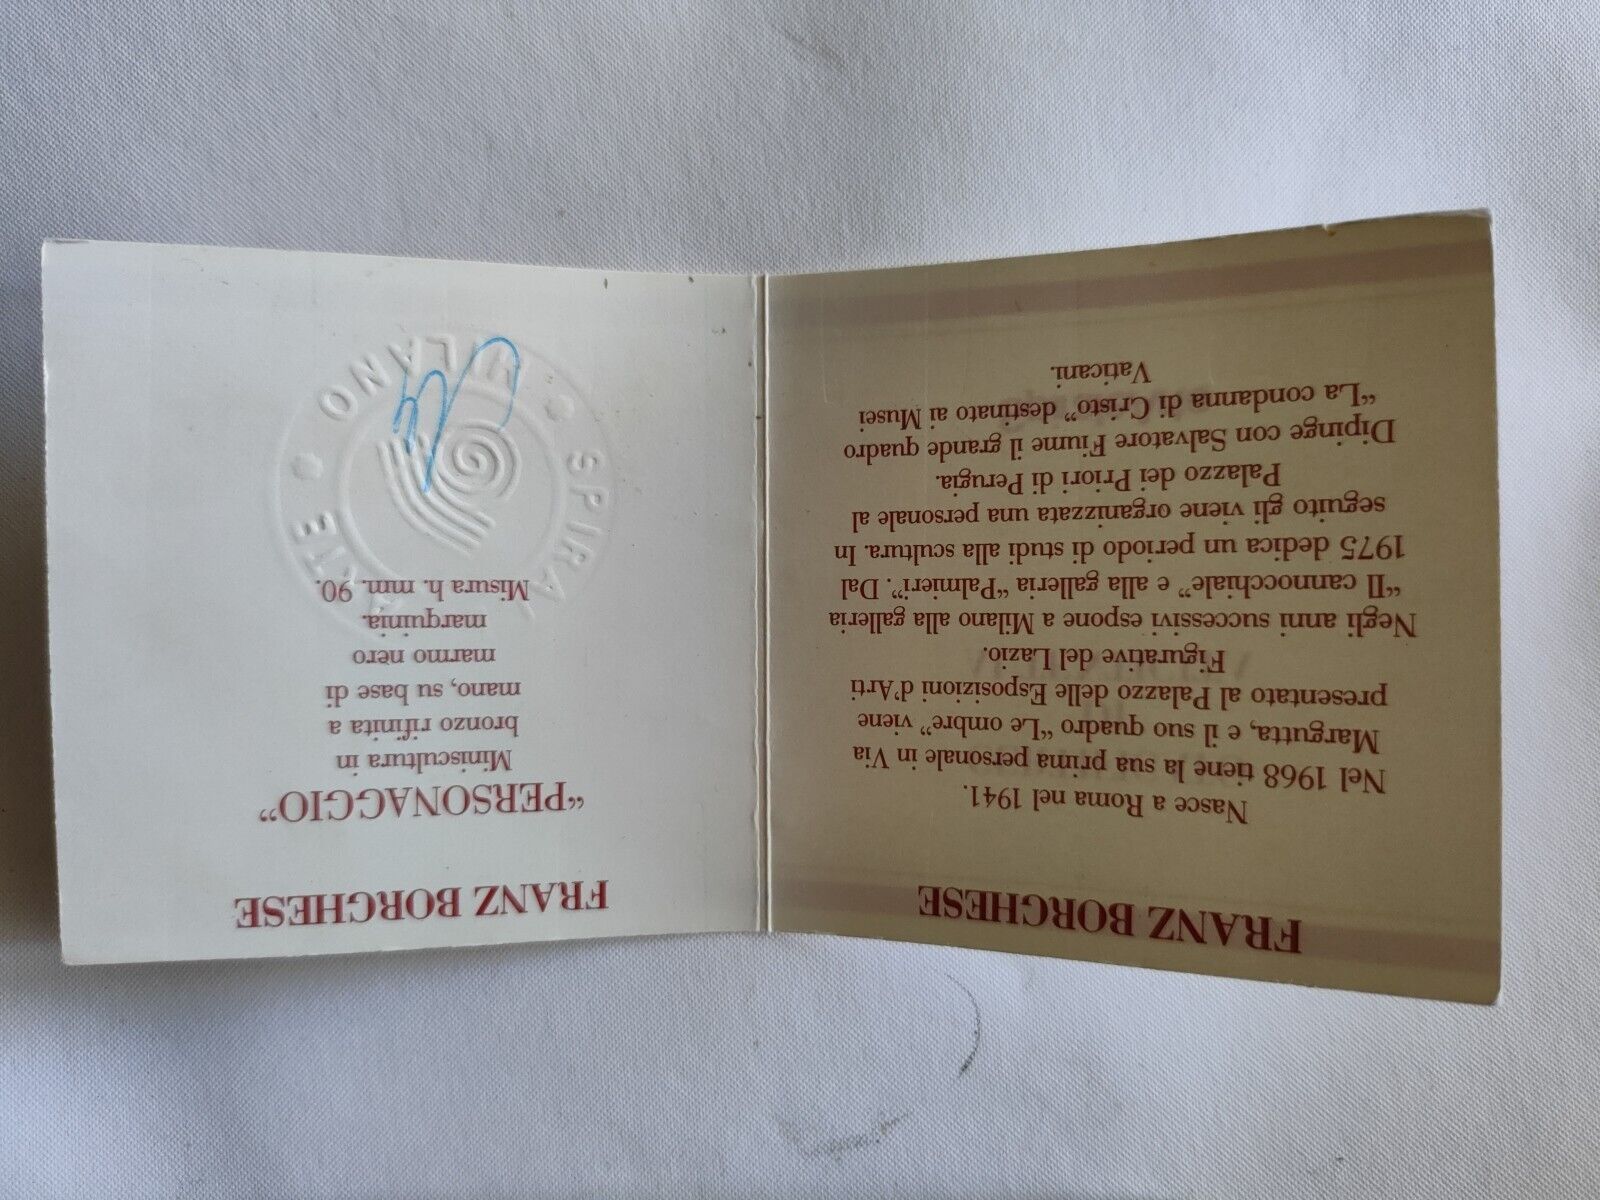 FRANZ BORGHESE
Nasce a Roma nel 1941.
Nel 1968 tiene la sua prima personale in Via
Margutta, e il suo quadro “Le ombre” viene
presentato al Palazzo delle Esposizioni d’Arti
Figurative del Lazio.
Negli anni successivi espone a Milano alla galleria
“Il cannocchiale” e alla galleria “Palmieri”. Dal
1975 dedica un periodo di studi alla scultura. In
seguito gli viene organizzata una personale al
Palazzo dei Priori di Perugia.
Dipinge con Salvatore Fiume il grande quadro
“La condanna di Cristo” destinato ai Musei
Vaticani.
FRANZ BORGHESE
“PERSONAGGIO”
Miniscultura in
bronzo rifinita a
mano, su base di
marmo nero
marquinia.
Misura h. mm. 90.
SPIRAL ARTE
MILANO